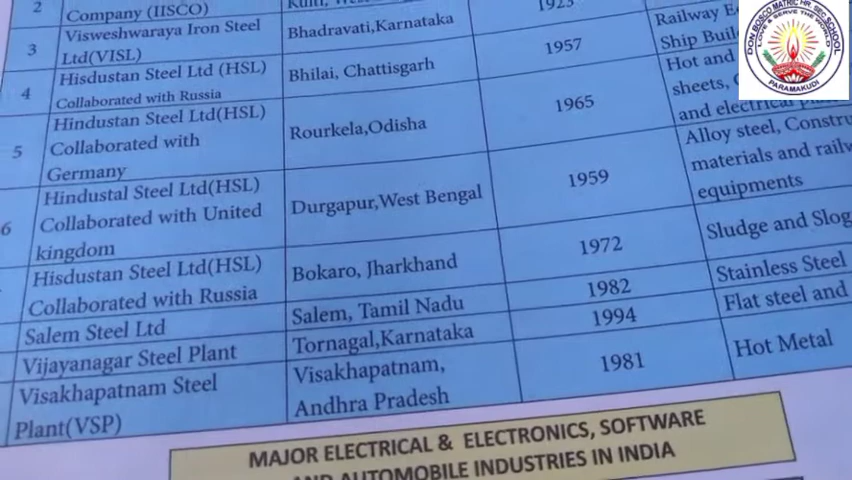 2
Company (IISCO)
1923
3
Visweshwaraya Iron Steel
Ltd(VISL)
Bhadravati,Karnataka
1957
Railway
Ship
4
Hisdustan Steel Ltd (HSL)
Collaborated with Russia
Bhilai, Chattisgarh
1965
Hot and
sheets,
and electrical
5
Hindustan Steel Ltd(HSL)
Collaborated with
Germany
Rourkela,Odisha
1959
Alloy steel,
materials and
equipments
6
Hindustal Steel Ltd(HSL)
Collaborated with United
kingdom
Durgapur,West Bengal
1972
Sludge and
Hisdustan Steel Ltd(HSL)
Collaborated with Russia
Bokaro, Jharkhand
1982
Stainless Steel
Salem Steel Ltd
Salem, Tamil Nadu
1994
Flat steel and
Vijayanagar Steel Plant
Tornagal,Karnataka
1981
Hot Metal
Visakhapatnam Steel
Plant(VSP)
Visakhapatnam,
Andhra Pradesh
MAJOR ELECTRICAL & ELECTRONICS, SOFTWARE
AND AUTOMOBILE INDUSTRIES IN INDIA
DON BOSCO MATRIC HR. SEC. SCHOOL
LOVE & SERVE THE WORLD
PARAMAKUDI